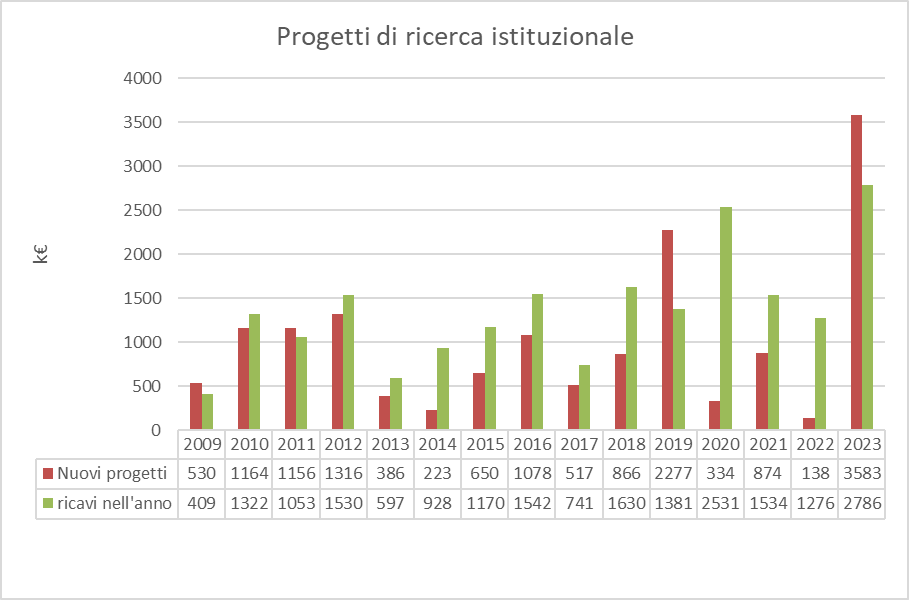 Progetti di ricerca istituzionale
4000
3500
3000
2500
2000
1500
1000
500
0
k€
2009 2010 2011 2012 2013 2014 2015 2016 2017 2018 2019 2020 2021 2022 2023
Nuovi progetti 530 1164 1156 1316 386 223 650 1078 517 866 2277 334 874 138 3583
ricavi nell'anno 409 1322 1053 1530 597 928 1170 1542 741 1630 1381 2531 1534 1276 2786